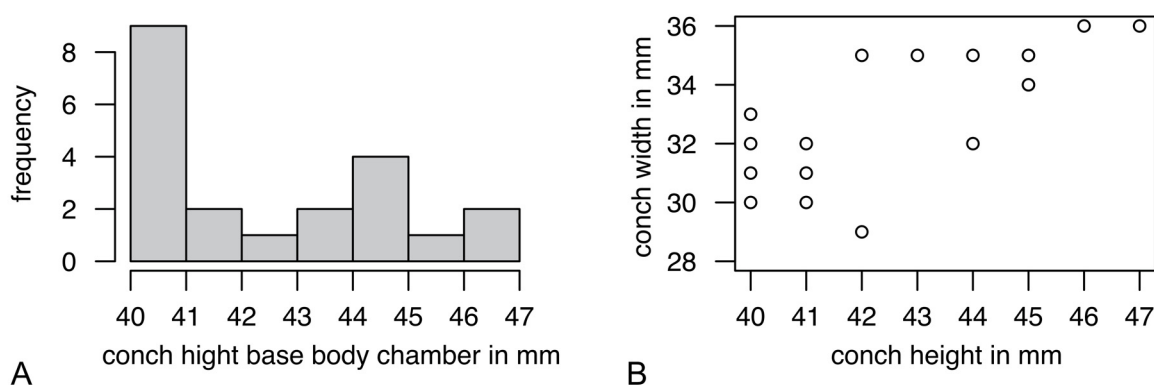 frequency
8
6
4
2
0
40 41 42 43 44 45 46 47
conch hight base body chamber in mm
A
conch width in mm
36
34
32
30
28
40 41 42 43 44 45 46 47
conch height in mm
B